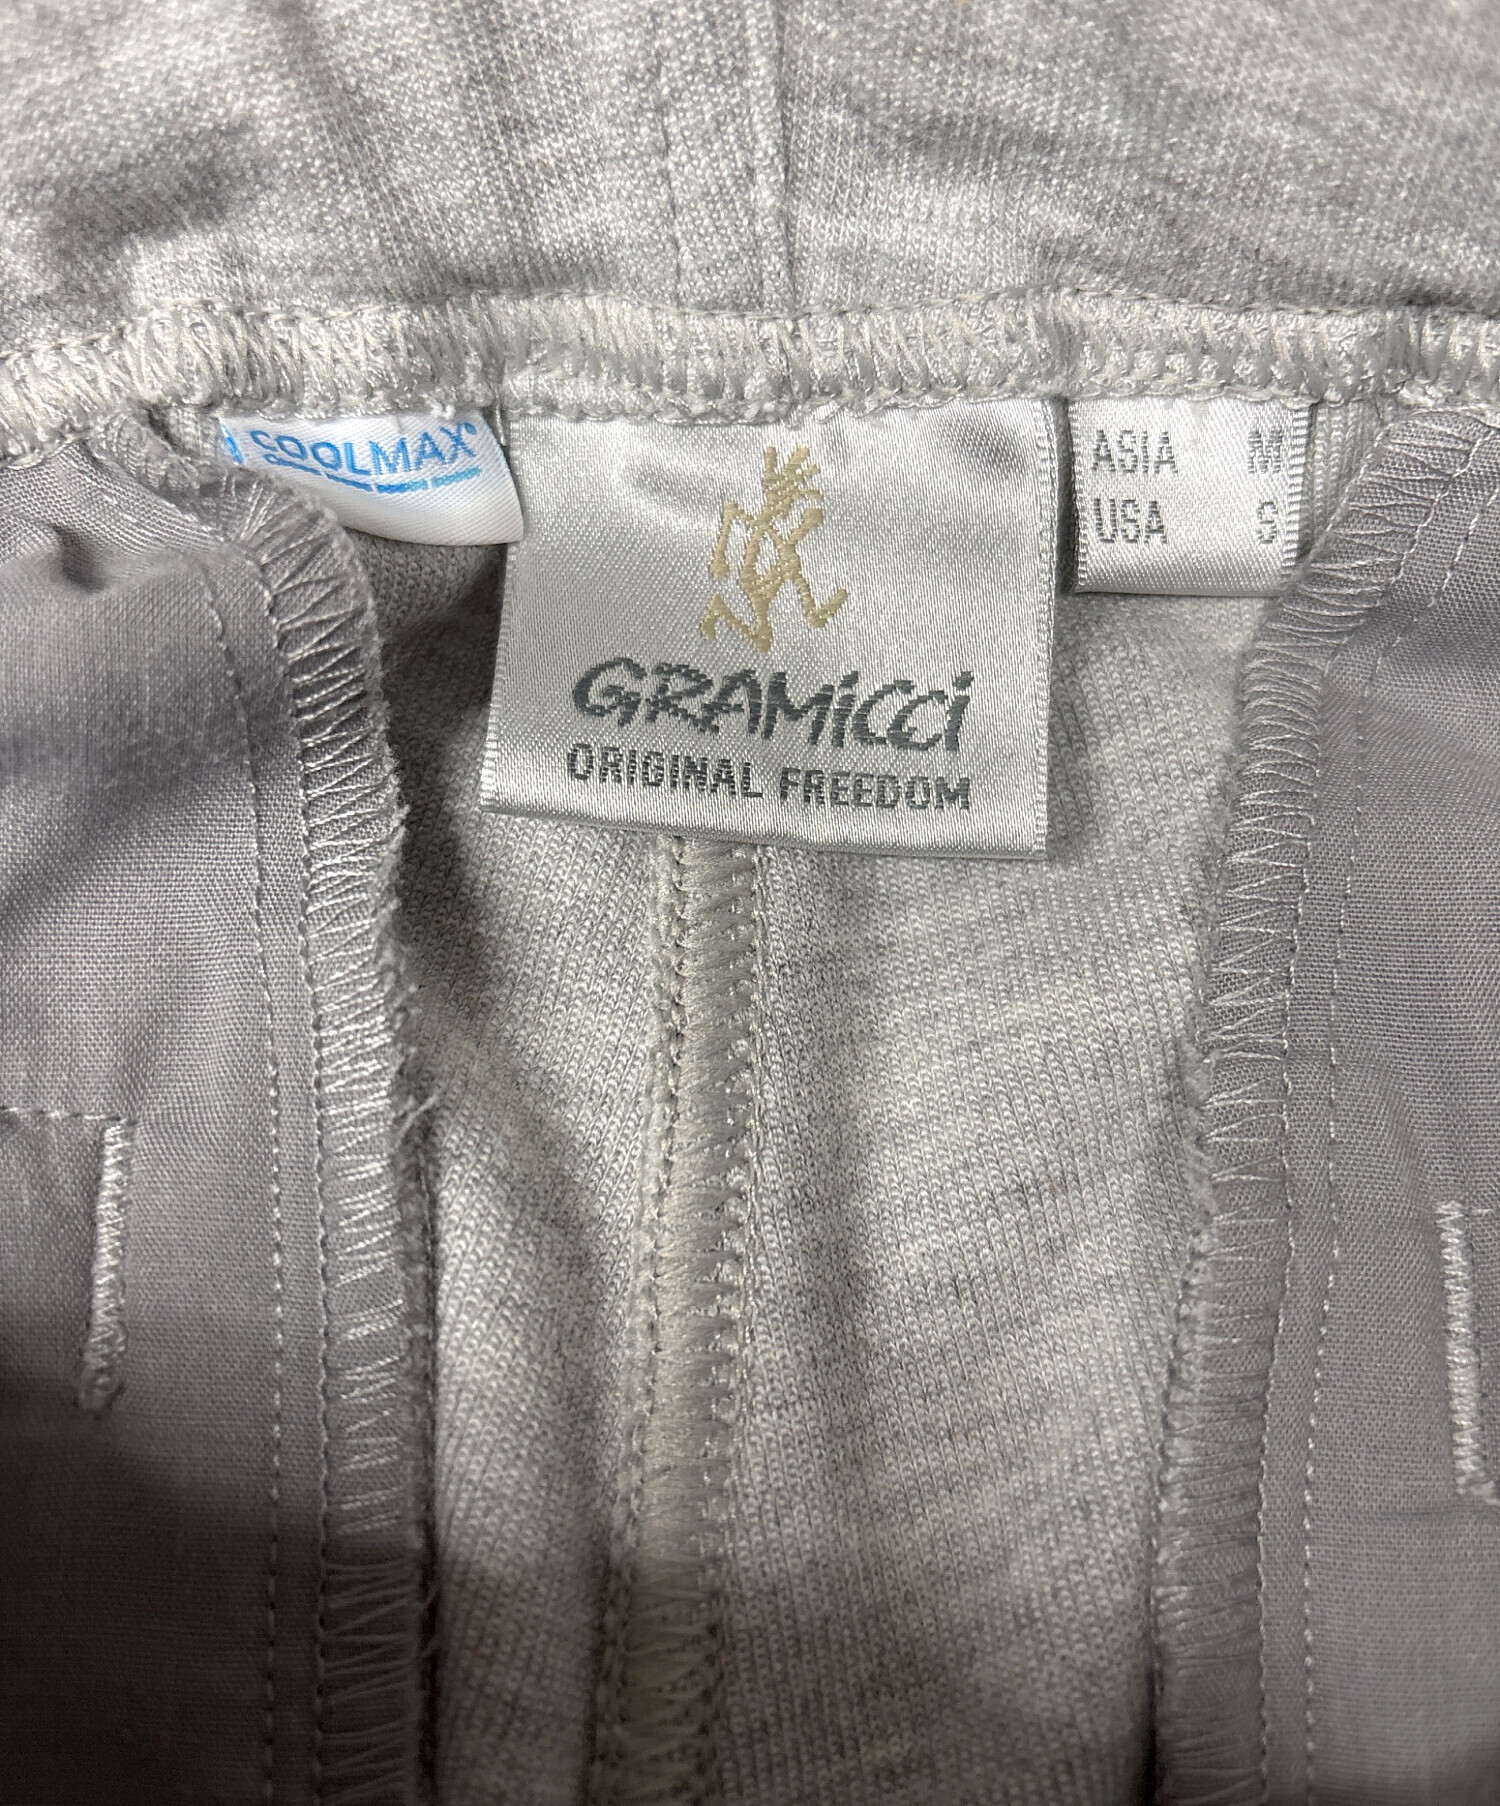 COOLMAX®
GRAMiCCi
ORIGINAL FREEDOM
ASIA M
USA S